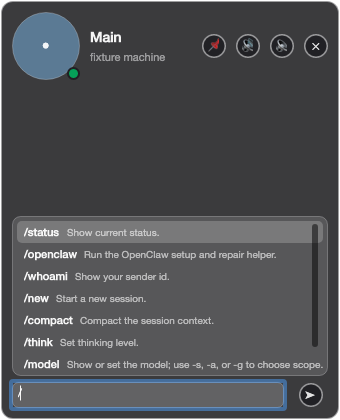 Main
fixture machine
/status Show current status.
/openclaw Run the OpenClaw setup and repair helper.
/whoami Show your sender id.
/new Start a new session.
/compact Compact the session context.
/think Set thinking level.
/model Show or set the model; use -s, -a, or -g to choose scope.
/